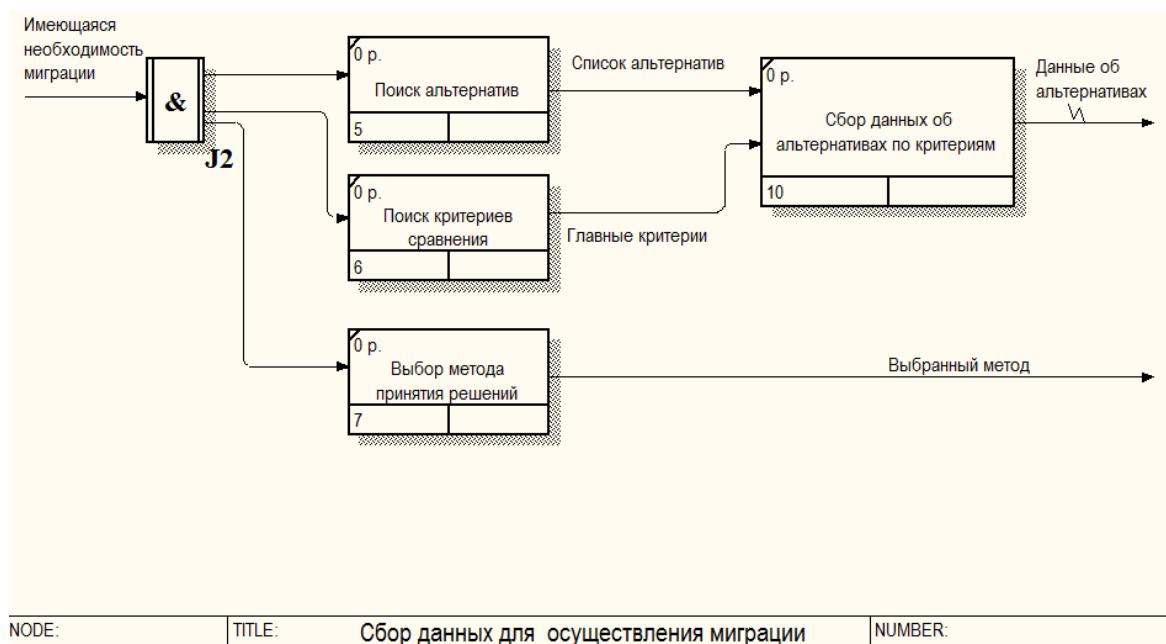 Имеющаяся
необходимость
миграции
&
J2
0 р.
Поиск альтернатив
5
Список альтернатив
0 р.
Поиск критериев
сравнения
6
Главные критерии
0 р.
Сбор данных об
альтернативах по критериям
10
Данные об
альтернативах
0 р.
Выбор метода
принятия решений
7
Выбранный метод
NODE:
TITLE:
Сбор данных для осуществления миграции
NUMBER: